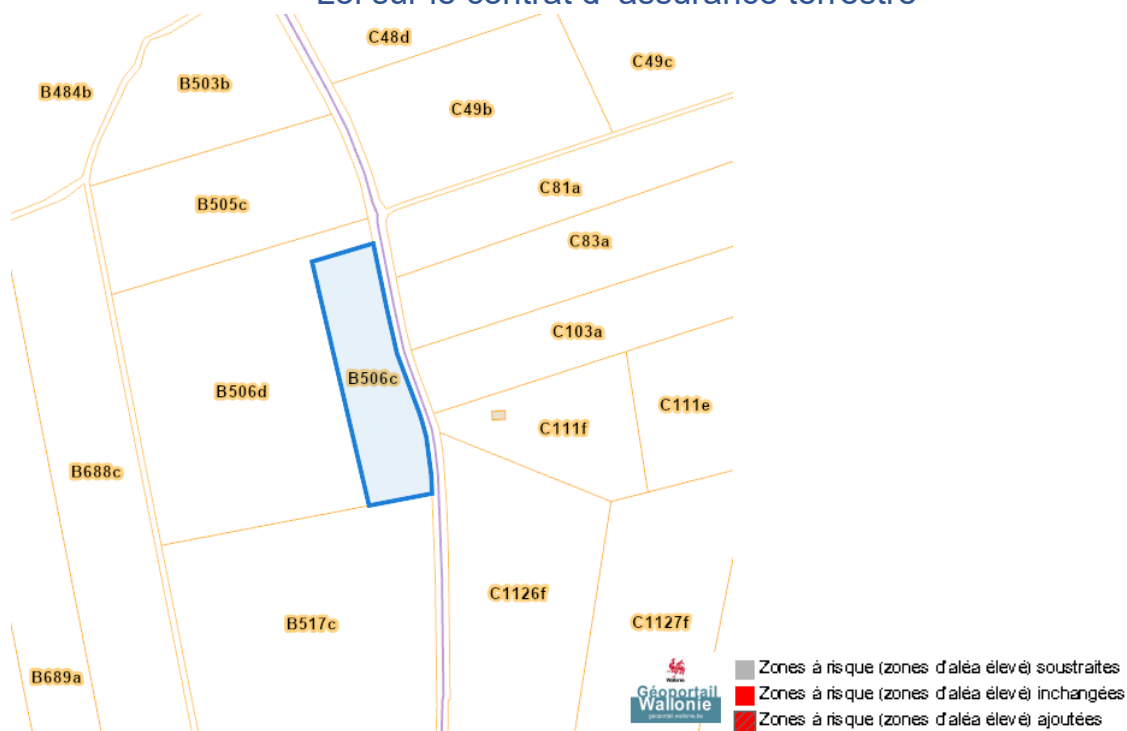 Loi sur le contrat d' assurance terrestre
C48d
C49c
B484b
B503b
C49b
C81a
B505c
C83a
C103a
B506c
B506d
C111e
C111f
B688c
C1126f
B517c
C1127f
B689a
Wallonie
Géoportail
Wallonie
geoportail.wallonie.be
Zones à risque (zones d'aléa élevé) soustraites
Zones à risque (zones d'aléa élevé) inchangées
Zones à risque (zones d'aléa élevé) ajoutées